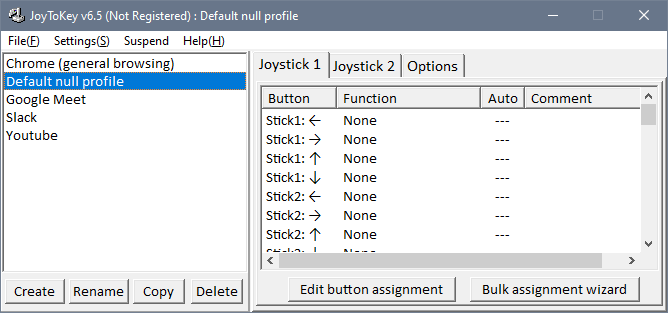 JoyToKey v6.5 (Not Registered) : Default null profile
File(F) Settings(S) Suspend Help(H)
Chrome (general browsing)
Default null profile
Google Meet
Slack
Youtube
Create Rename Copy Delete
Joystick 1 Joystick 2 Options
Button Function Auto Comment
Stick1: ← None ---
Stick1: → None ---
Stick1: ↑ None ---
Stick1: ↓ None ---
Stick2: ← None ---
Stick2: → None ---
Stick2: ↑ None ---
Stick2: ↓ None ---
Edit button assignment Bulk assignment wizard